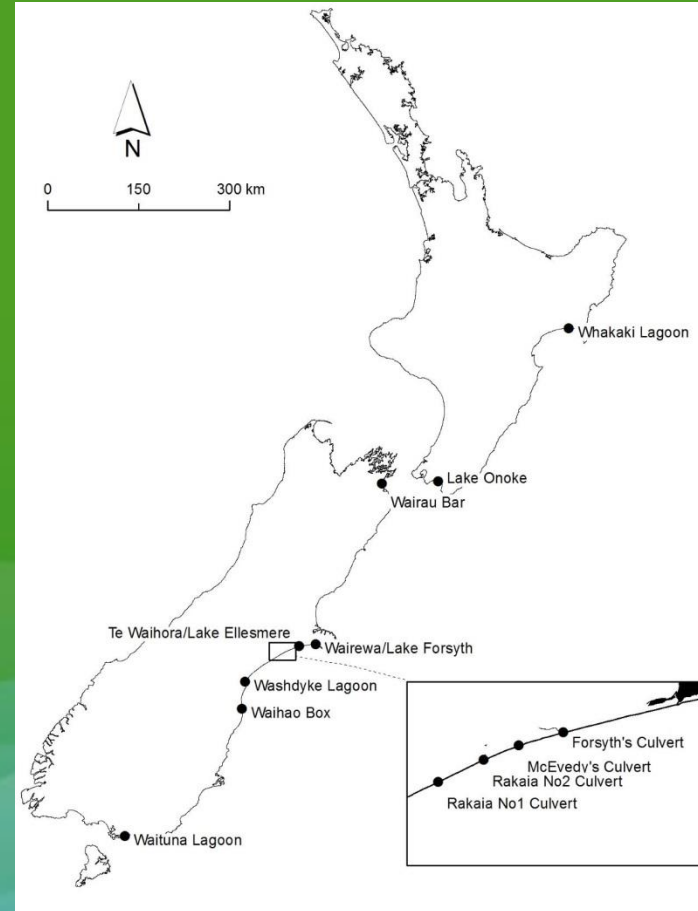 N
0 150 300 km
Whakaki Lagoon
Lake Onoke
Wairau Bar
Te Waihora/Lake Ellesmere
Wairewa/Lake Forsyth
Washdyke Lagoon
Waihao Box
Forsyth's Culvert
McEvedy's Culvert
Rakaia No2 Culvert
Rakaia No1 Culvert
Waituna Lagoon